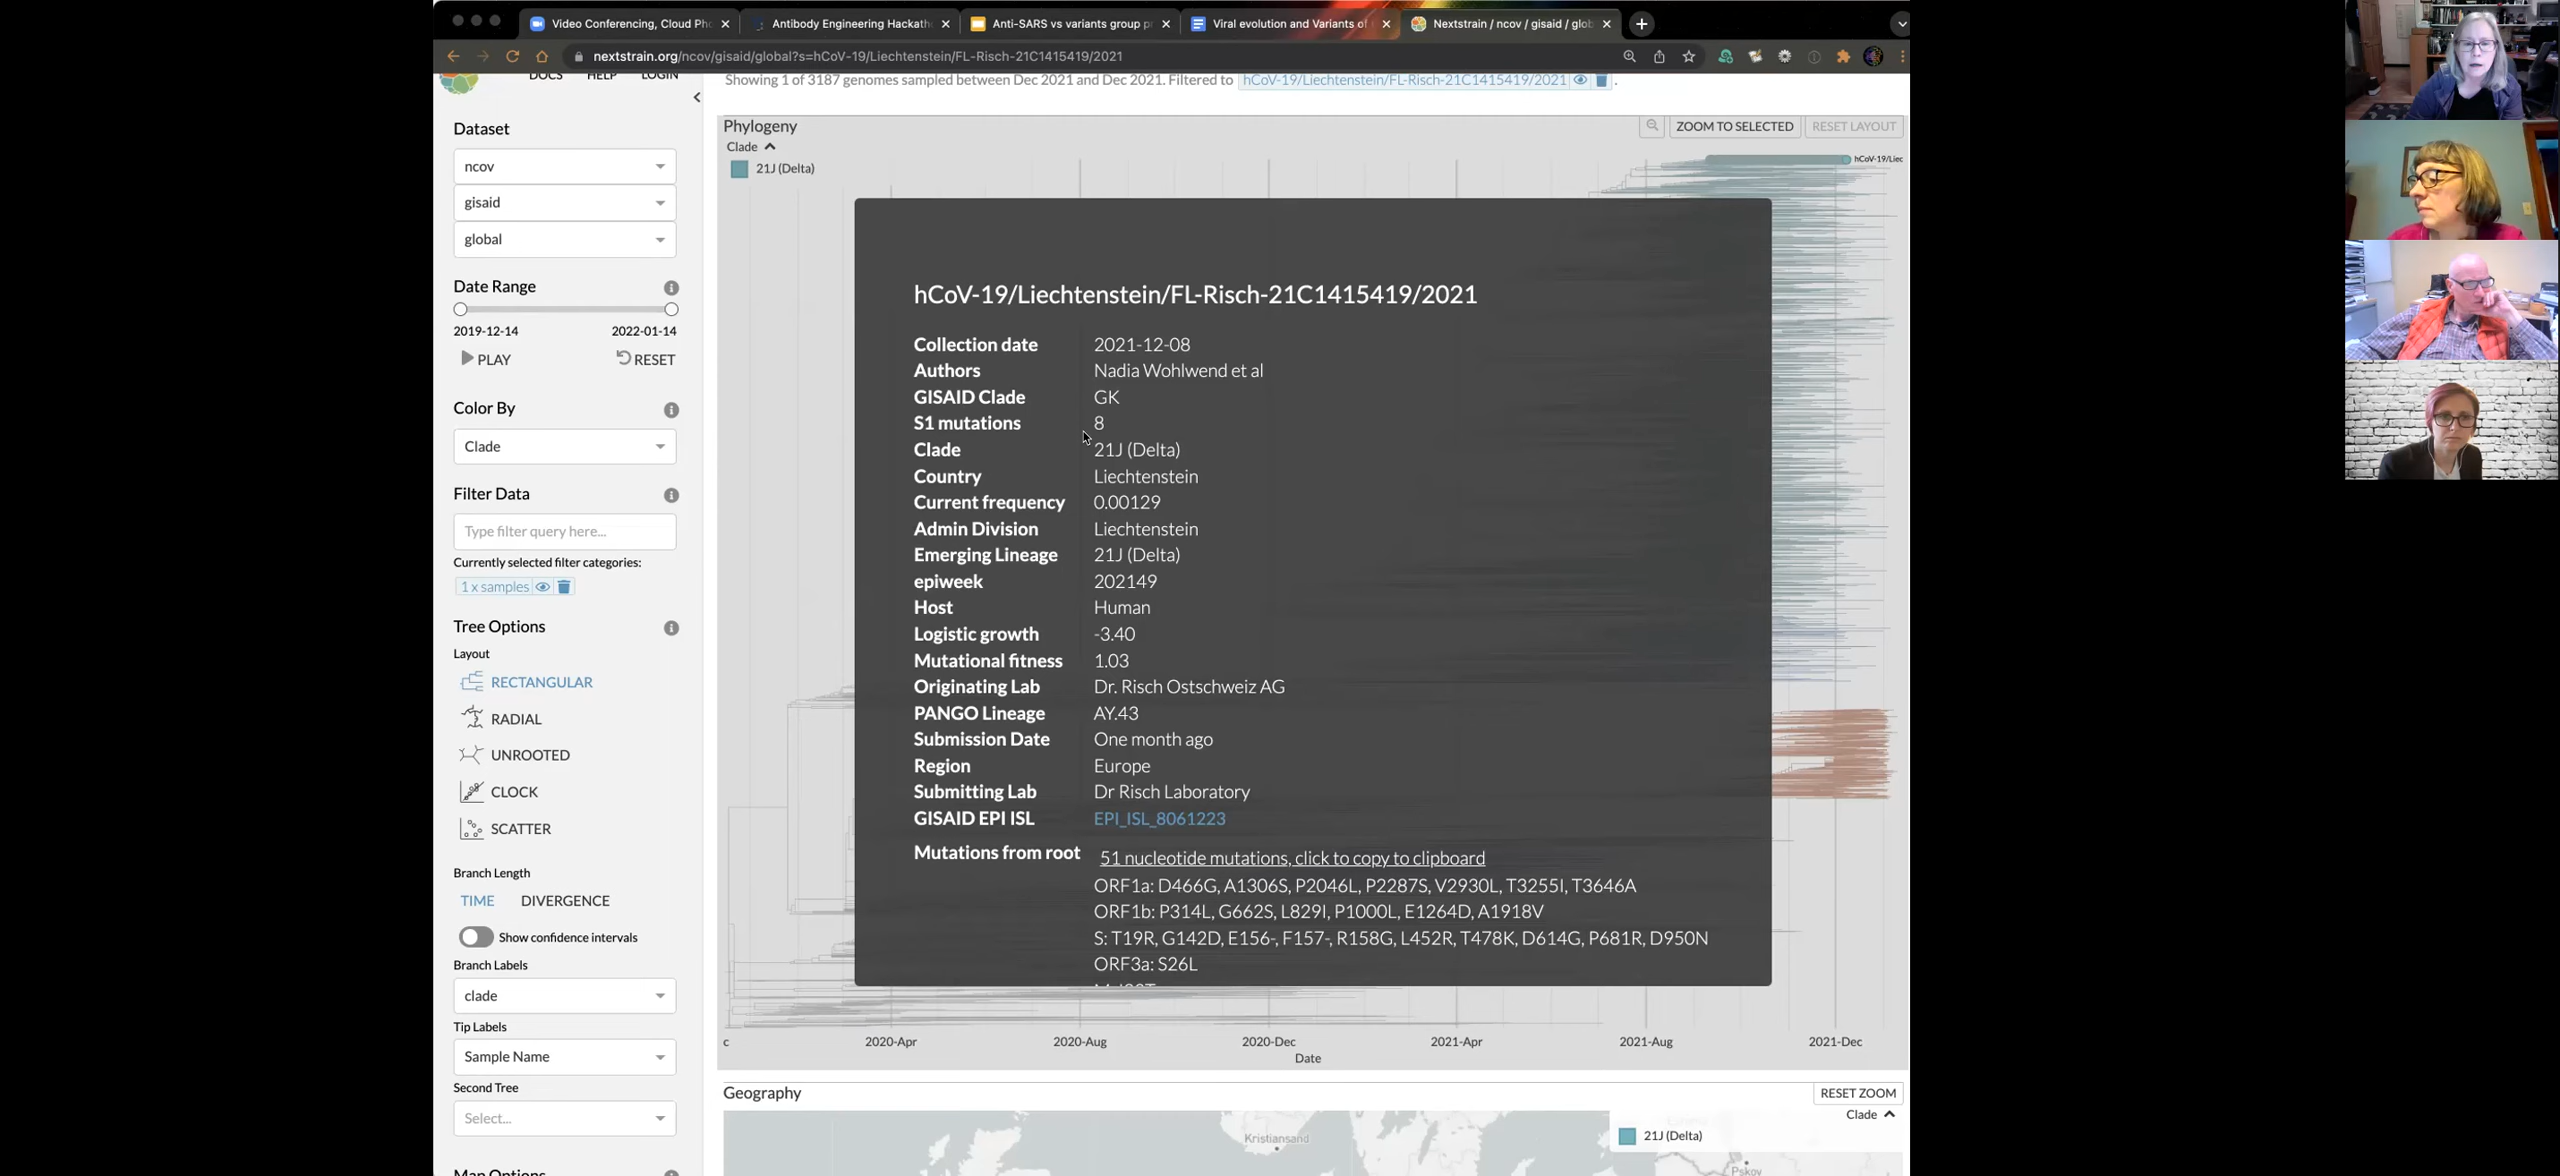 Video Conferencing, Cloud Pho
Antibody Engineering Hackatho
Anti-SARS vs variants group pr
Viral evolution and Variants of
Nextstrain / ncov / gisaid / glob
nextstrain.org/ncov/gisaid/global?s=hCoV-19/Liechtenstein/FL-Risch-21C1415419/2021
DOCS HELP LOGIN
Showing 1 of 3187 genomes sampled between Dec 2021 and Dec 2021. Filtered to hCoV-19/Liechtenstein/FL-Risch-21C1415419/2021 .
Dataset
ncov
gisaid
global
Date Range
2019-12-14 2022-01-14
PLAY RESET
Color By
Clade
Filter Data
Type filter query here...
Currently selected filter categories:
1 x samples
Tree Options
Layout
RECTANGULAR
RADIAL
UNROOTED
CLOCK
SCATTER
Branch Length
TIME DIVERGENCE
Show confidence intervals
Branch Labels
clade
Tip Labels
Sample Name
Second Tree
Select...
Map Options
Phylogeny
ZOOM TO SELECTED RESET LAYOUT
Clade
21J (Delta)
hCoV-19/Liec
hCoV-19/Liechtenstein/FL-Risch-21C1415419/2021
Collection date 2021-12-08
Authors Nadia Wohlwend et al
GISAID Clade GK
S1 mutations 8
Clade 21J (Delta)
Country Liechtenstein
Current frequency 0.00129
Admin Division Liechtenstein
Emerging Lineage 21J (Delta)
epiweek 202149
Host Human
Logistic growth -3.40
Mutational fitness 1.03
Originating Lab Dr. Risch Ostschweiz AG
PANGO Lineage AY.43
Submission Date One month ago
Region Europe
Submitting Lab Dr Risch Laboratory
GISAID EPI ISL EPI_ISL_8061223
Mutations from root 51 nucleotide mutations, click to copy to clipboard
ORF1a: D466G, A1306S, P2046L, P2287S, V2930L, T3255I, T3646A
ORF1b: P314L, G662S, L829I, P1000L, E1264D, A1918V
S: T19R, G142D, E156-, F157-, R158G, L452R, T478K, D614G, P681R, D950N
ORF3a: S26L
c 2020-Apr 2020-Aug 2020-Dec 2021-Apr 2021-Aug 2021-Dec
Date
Geography
RESET ZOOM
Clade
21J (Delta)
Kristiansand
Pskov